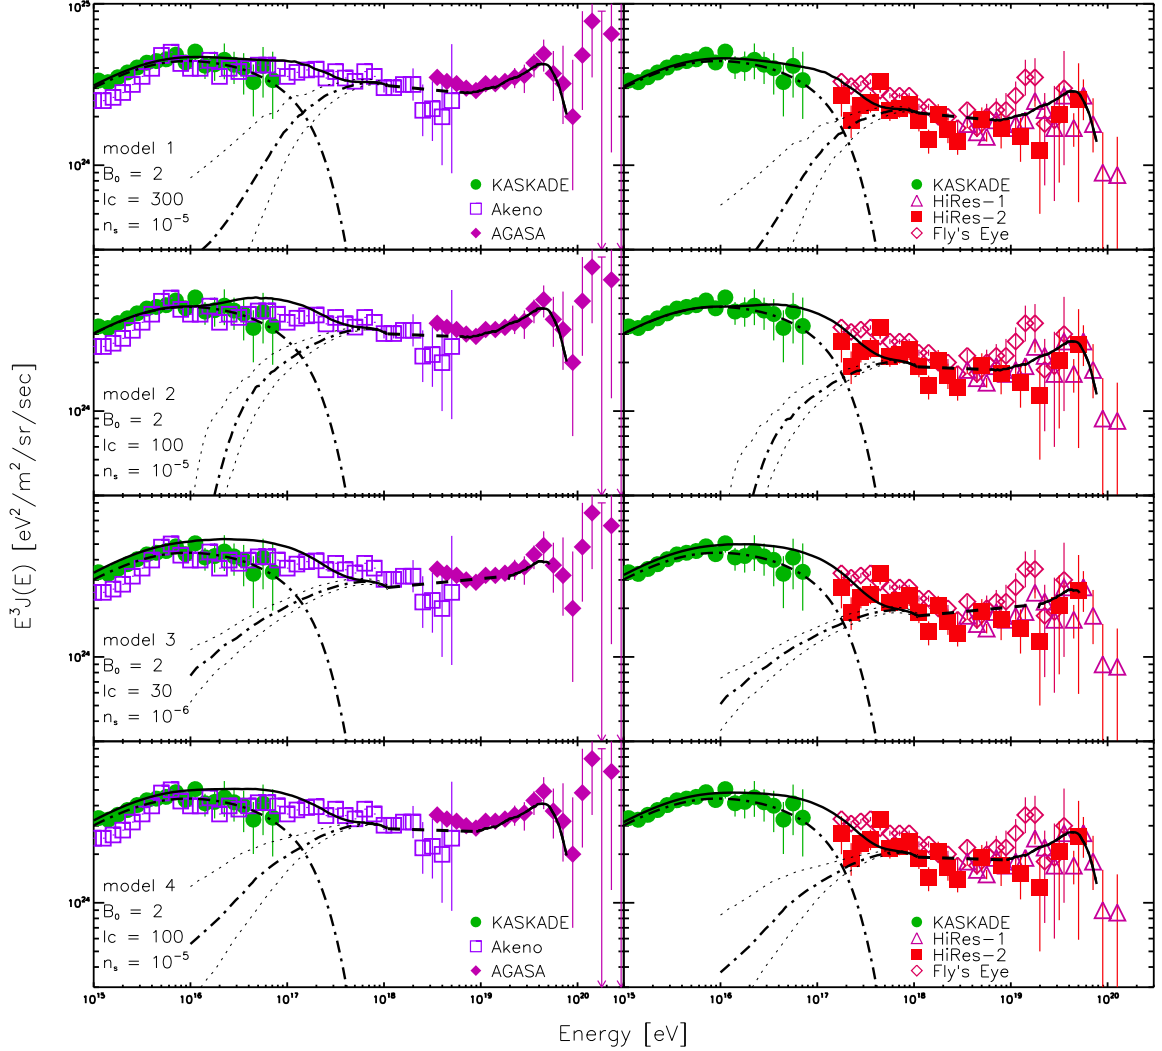 10²⁵
10²⁴
model 1
B₀ = 2
lc = 300
nₛ = 10⁻⁵
KASKADE
Akeno
AGASA
KASKADE
HiRes−1
HiRes−2
Fly's Eye
10²⁴
model 2
B₀ = 2
lc = 100
nₛ = 10⁻⁵
E³J(E) [eV²/m²/sr/sec]
10²⁴
model 3
B₀ = 2
lc = 30
nₛ = 10⁻⁶
10²⁴
model 4
B₀ = 2
lc = 100
nₛ = 10⁻⁵
KASKADE
Akeno
AGASA
KASKADE
HiRes−1
HiRes−2
Fly's Eye
10¹⁵ 10¹⁶ 10¹⁷ 10¹⁸ 10¹⁹ 10²⁰ 10¹⁵ 10¹⁶ 10¹⁷ 10¹⁸ 10¹⁹ 10²⁰
Energy [eV]